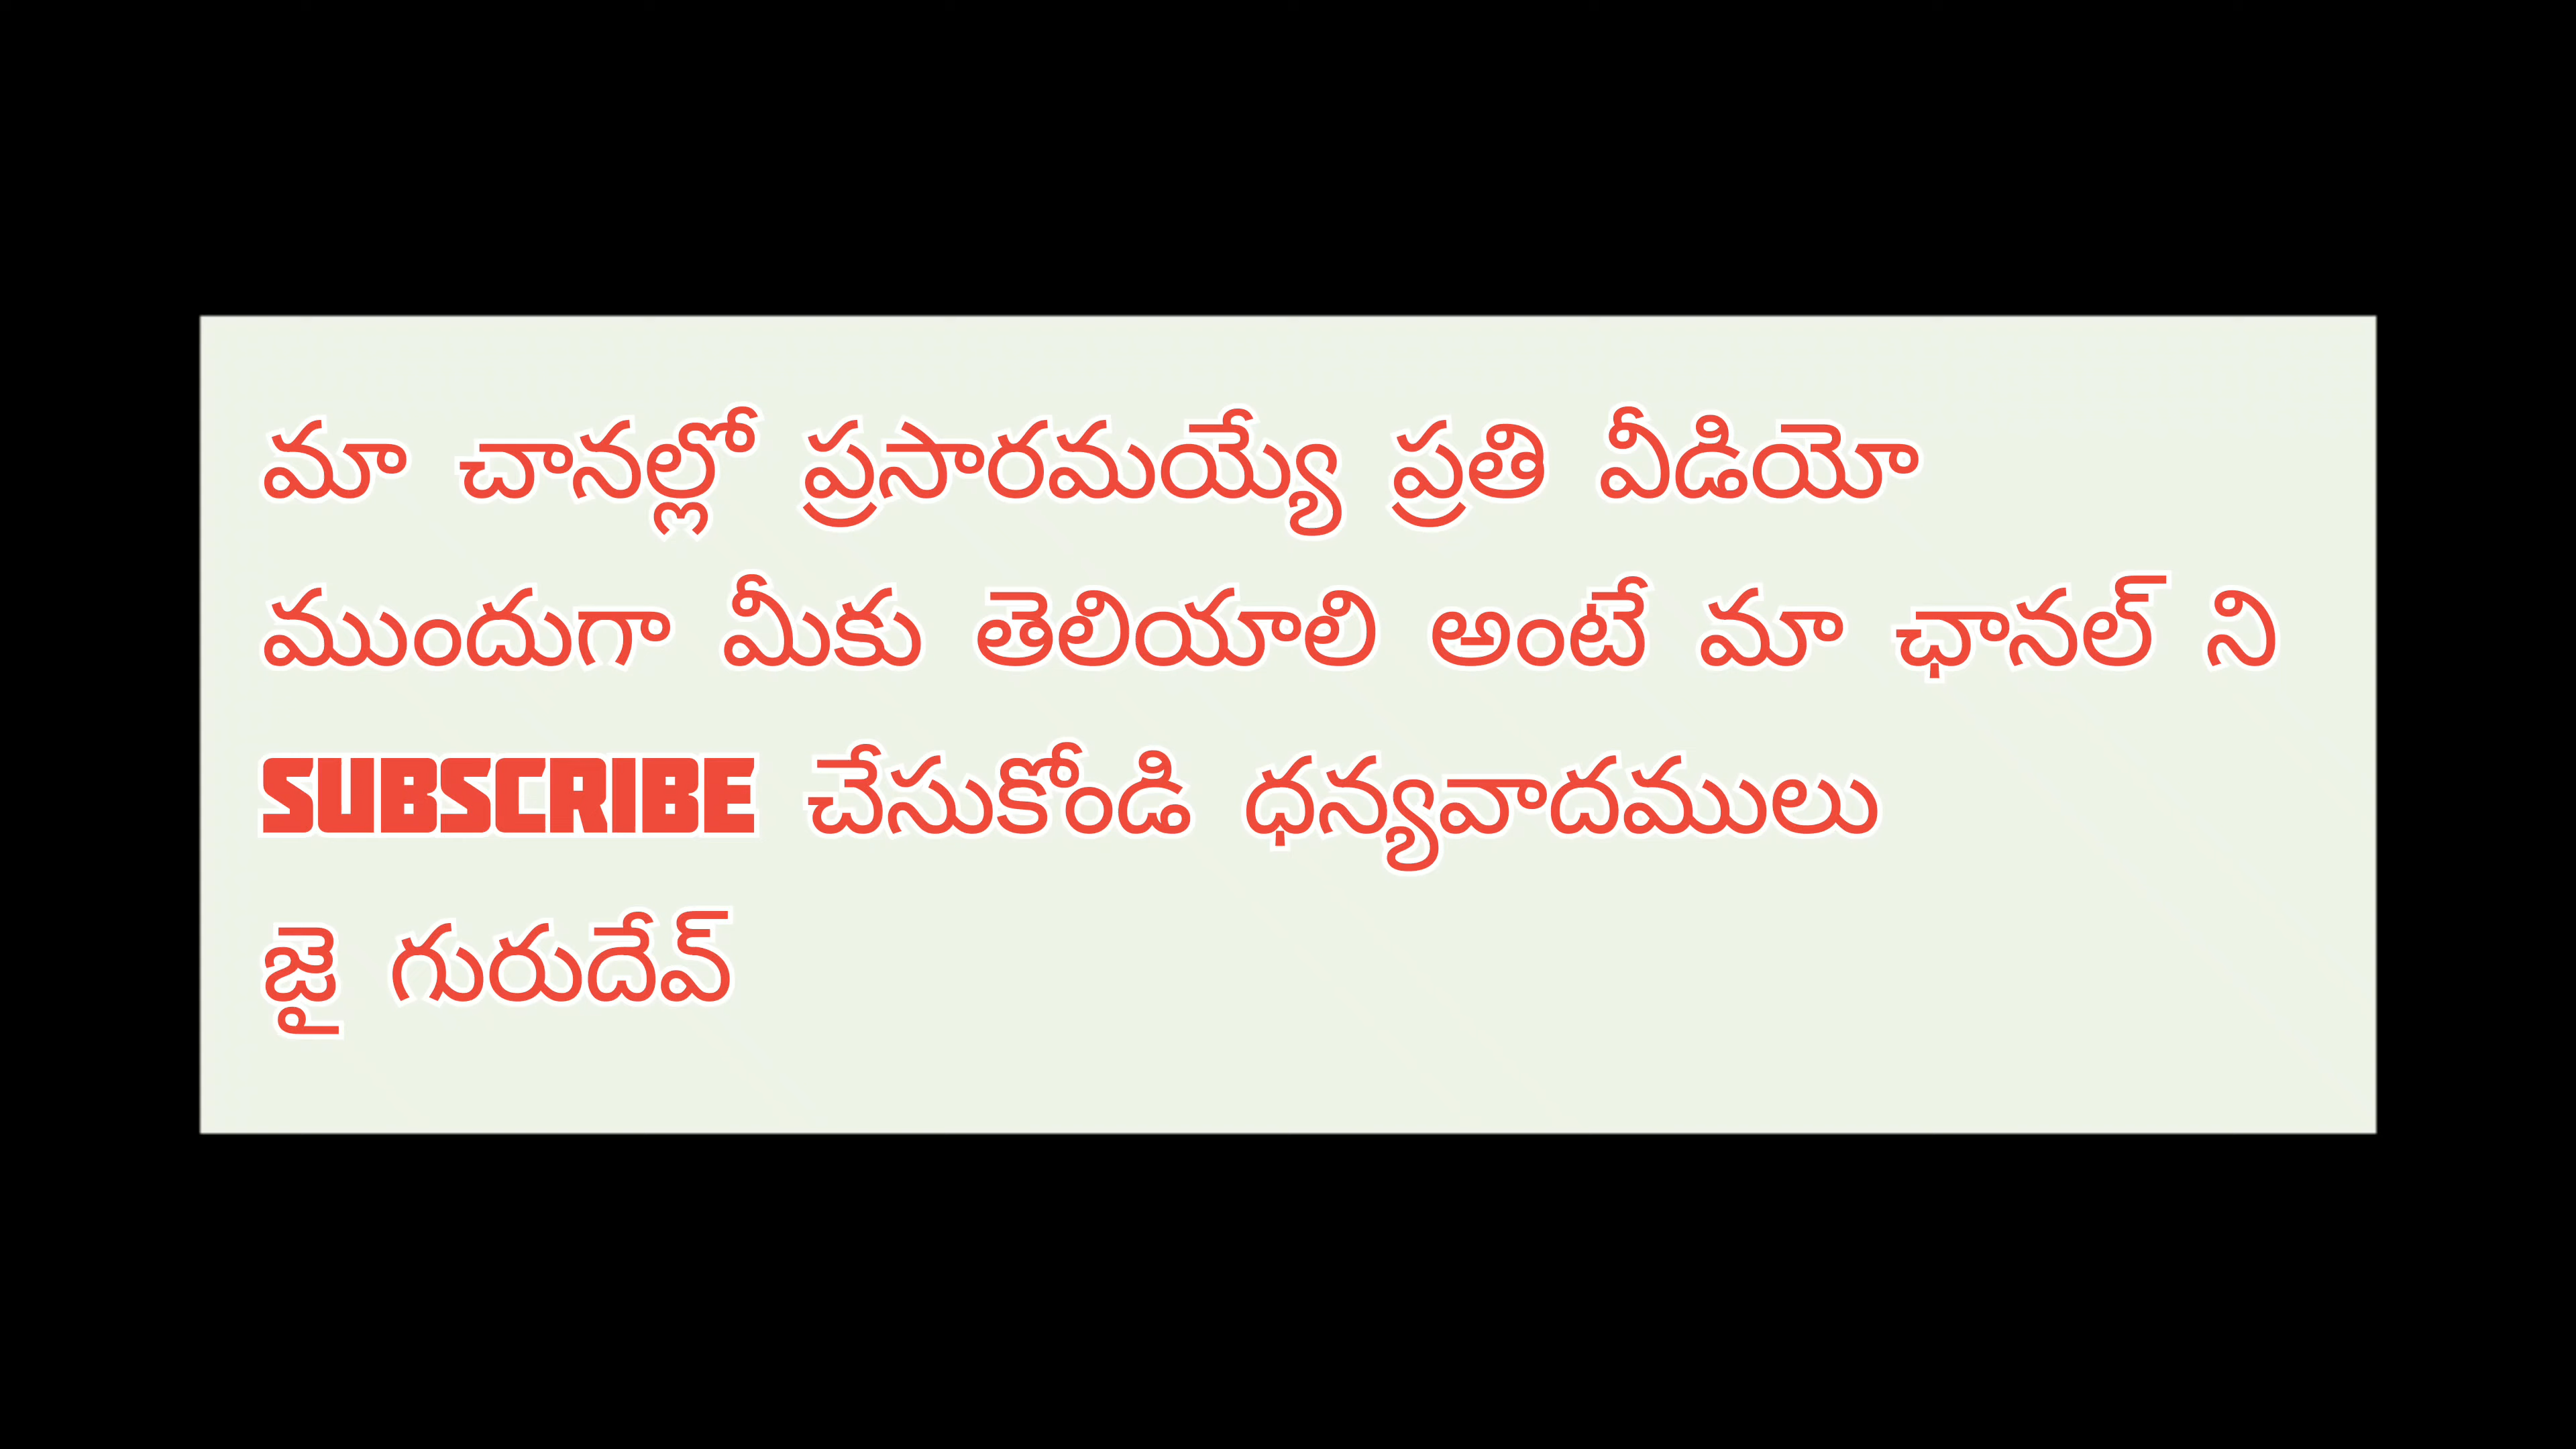 మా చానల్లో ప్రసారమయ్యే ప్రతి వీడియో
ముందుగా మీకు తెలియాలి అంటే మా ఛానల్ ని
SUBSCRIBE చేసుకోండి ధన్యవాదములు
జై గురుదేవ్